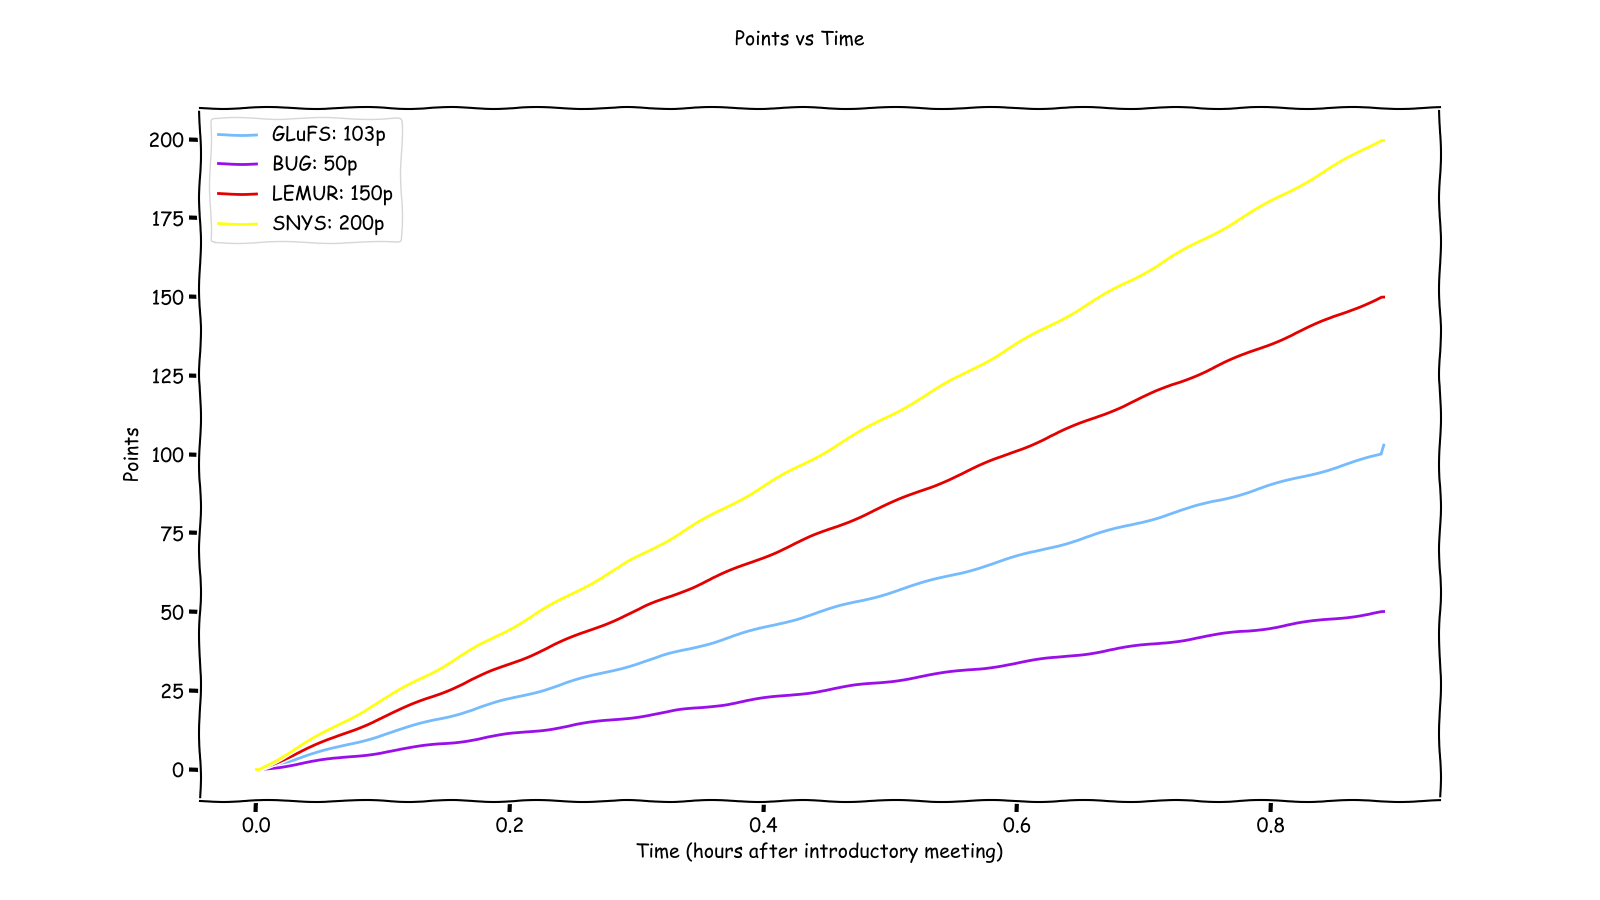 Points vs Time
GLuFS: 103p
BUG: 50p
LEMUR: 150p
SNYS: 200p
200
175
150
125
100
75
50
25
0
Points
0.0 0.2 0.4 0.6 0.8
Time (hours after introductory meeting)